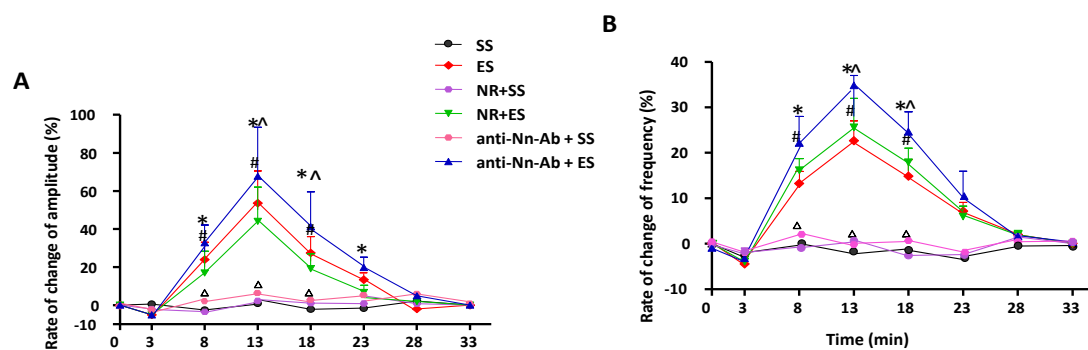 A
Rate of change of amplitude (%)
100
80
60
40
20
0
-10
*^
#
* ^
#
*
#
*
Δ
Δ
Δ
0 3 8 13 18 23 28 33
SS
ES
NR+SS
NR+ES
anti-Nn-Ab + SS
anti-Nn-Ab + ES
B
Rate of change of frequency (%)
40
30
20
10
0
-10
*^
#
*
#
*^
#
Δ
Δ
Δ
0 3 8 13 18 23 28 33
Time (min)